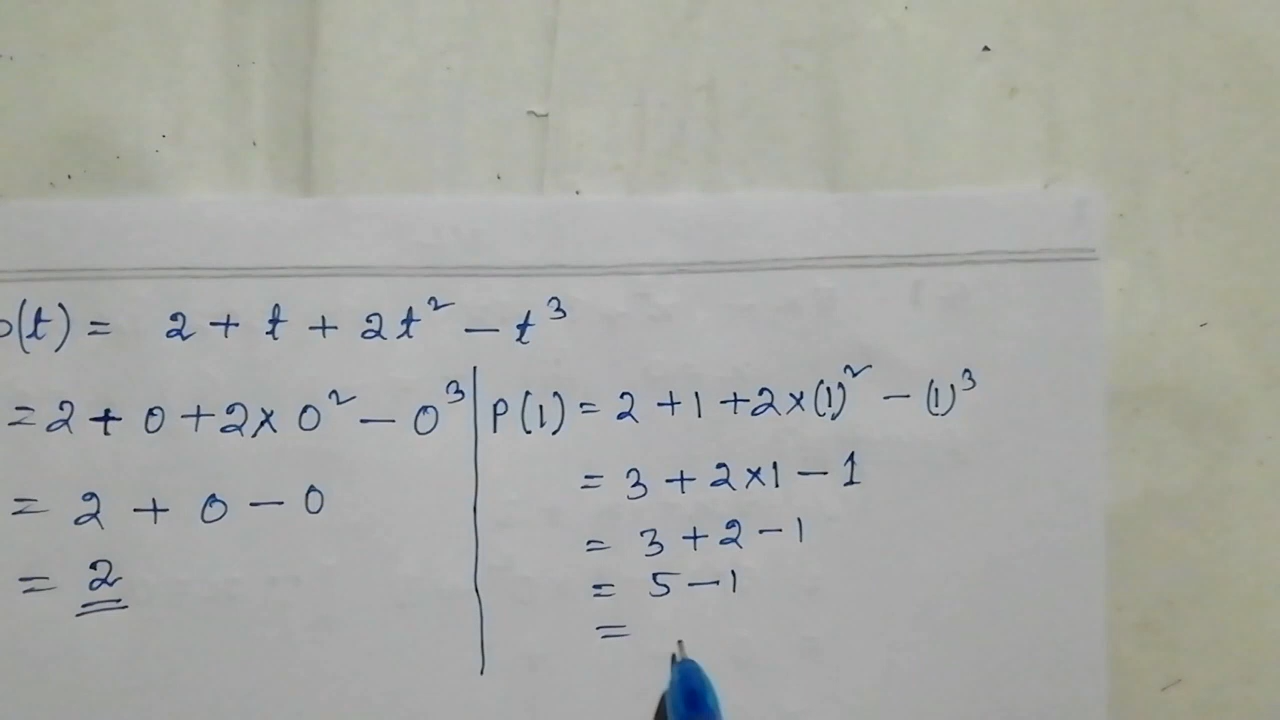 p(t) = 2 + t + 2t² - t³
= 2 + 0 + 2 × 0² - 0³
= 2 + 0 - 0
= 2
P(1) = 2 + 1 + 2×(1)² - (1)³
= 3 + 2×1 - 1
= 3 + 2 - 1
= 5 - 1
=